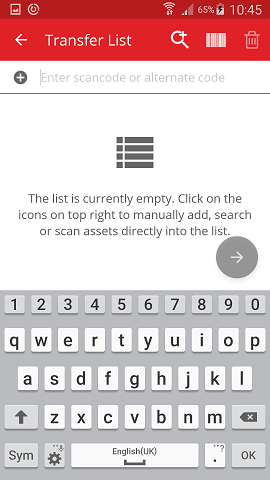 65% 10:45
Transfer List
Enter scancode or alternate code
The list is currently empty. Click on the
icons on top right to manually add, search
or scan assets directly into the list.
1 2 3 4 5 6 7 8 9 0
q w e r t y u i o p
a s d f g h j k l
z x c v b n m
Sym English(UK) . ? OK